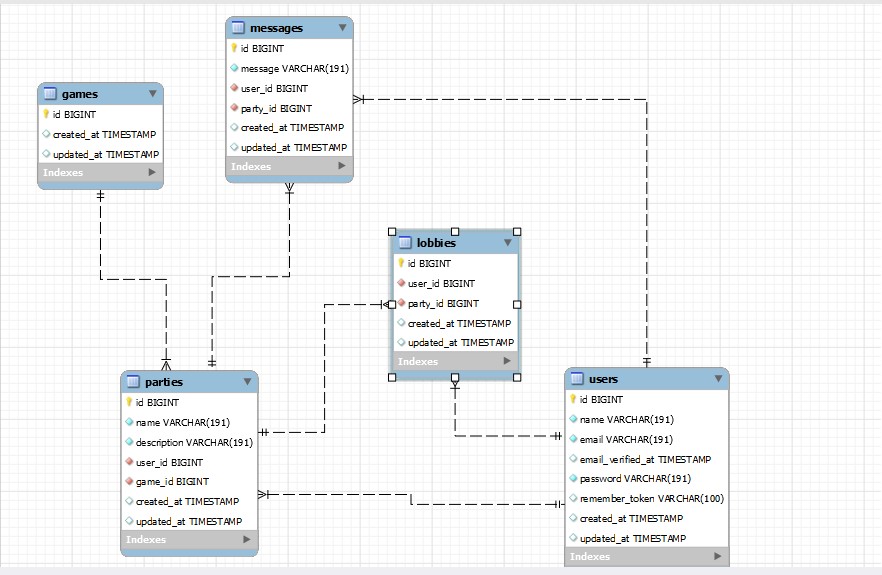 messages
id BIGINT
message VARCHAR(191)
user_id BIGINT
party_id BIGINT
created_at TIMESTAMP
updated_at TIMESTAMP
Indexes
games
id BIGINT
created_at TIMESTAMP
updated_at TIMESTAMP
Indexes
lobbies
id BIGINT
user_id BIGINT
party_id BIGINT
created_at TIMESTAMP
updated_at TIMESTAMP
Indexes
parties
id BIGINT
name VARCHAR(191)
description VARCHAR(191)
user_id BIGINT
game_id BIGINT
created_at TIMESTAMP
updated_at TIMESTAMP
Indexes
users
id BIGINT
name VARCHAR(191)
email VARCHAR(191)
email_verified_at TIMESTAMP
password VARCHAR(191)
remember_token VARCHAR(100)
created_at TIMESTAMP
updated_at TIMESTAMP
Indexes